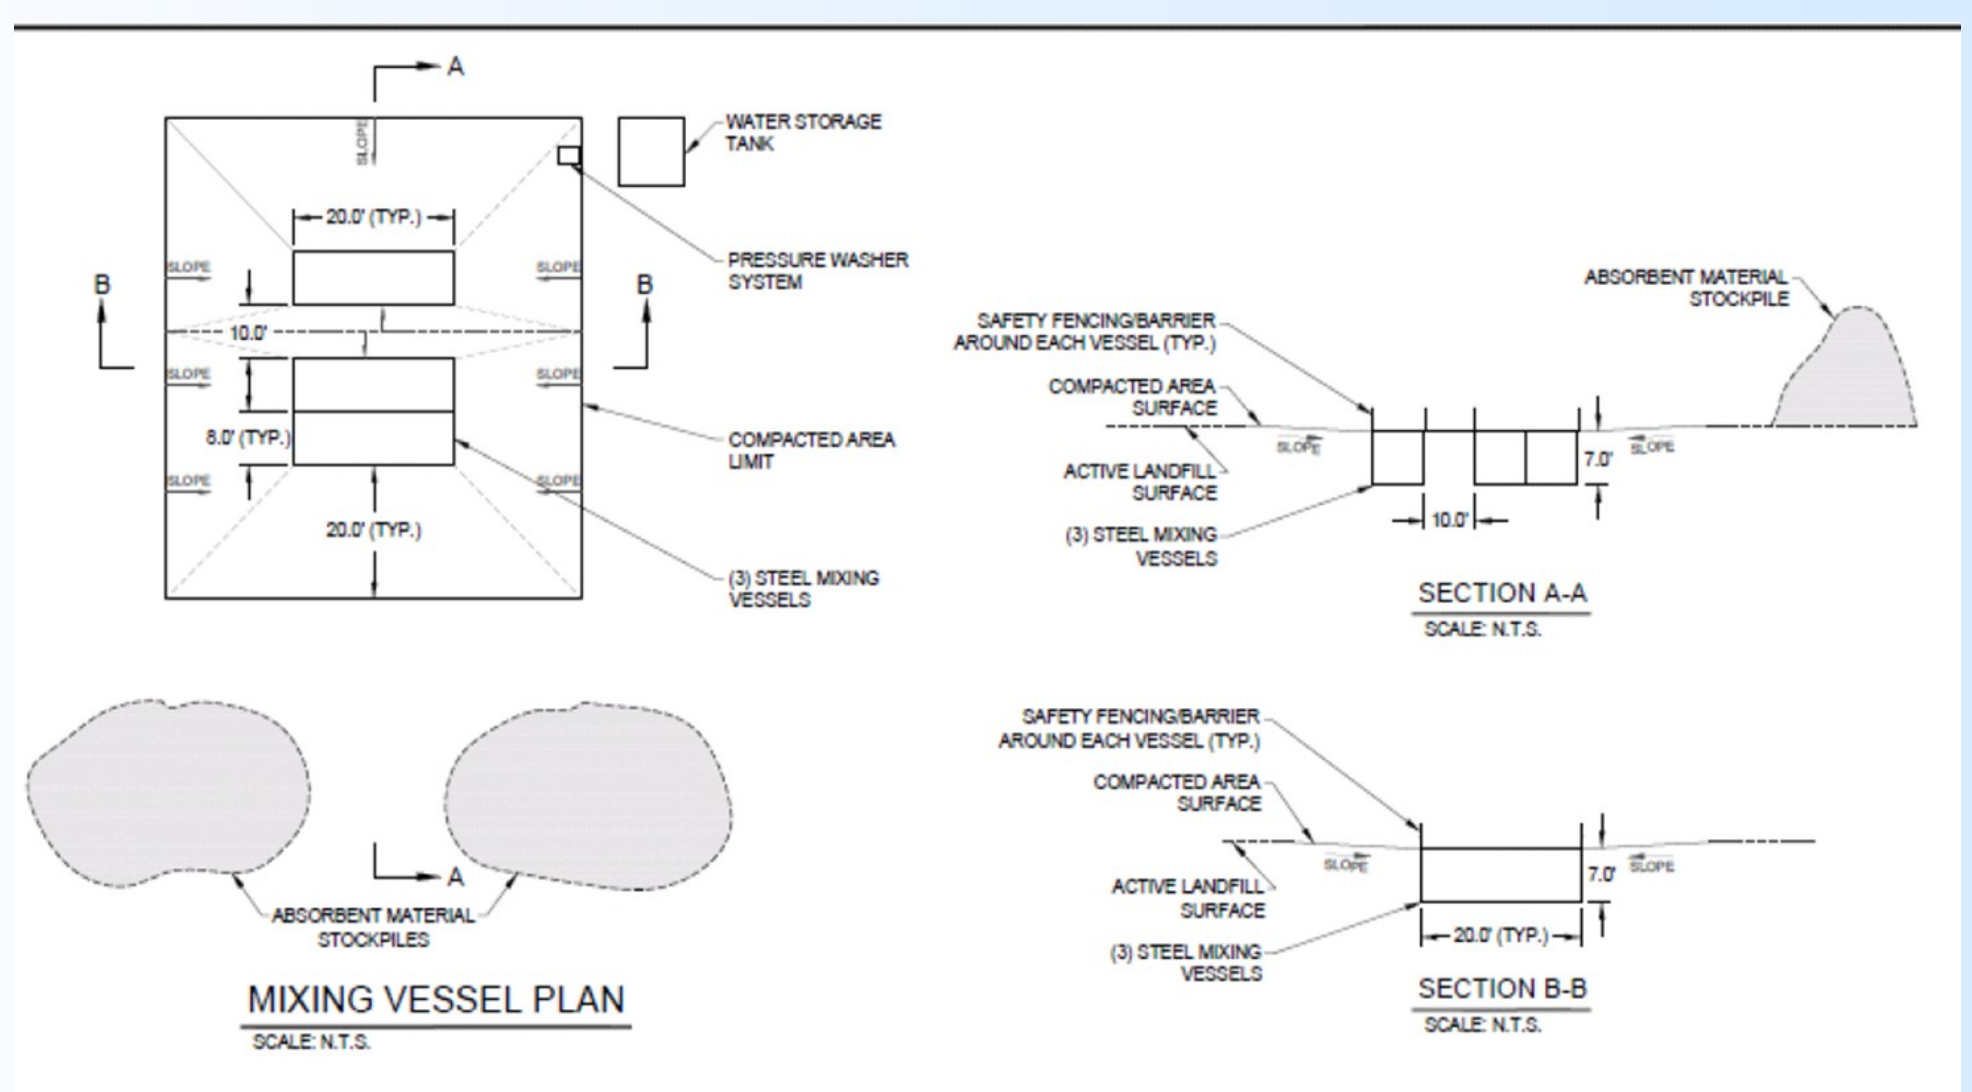 A
WATER STORAGE
TANK
SLOPE
20.0' (TYP.)
PRESSURE WASHER
SYSTEM
SLOPE
SLOPE
B
B
10.0'
SLOPE
SLOPE
8.0' (TYP.)
COMPACTED AREA
LIMIT
SLOPE
SLOPE
20.0' (TYP.)
(3) STEEL MIXING
VESSELS
A
ABSORBENT MATERIAL
STOCKPILES
MIXING VESSEL PLAN
SCALE: N.T.S.
ABSORBENT MATERIAL
STOCKPILE
SAFETY FENCING/BARRIER
AROUND EACH VESSEL (TYP.)
COMPACTED AREA
SURFACE
SLOPE
SLOPE
7.0'
ACTIVE LANDFILL
SURFACE
10.0'
(3) STEEL MIXING
VESSELS
SECTION A-A
SCALE: N.T.S.
SAFETY FENCING/BARRIER
AROUND EACH VESSEL (TYP.)
COMPACTED AREA
SURFACE
SLOPE
SLOPE
7.0'
ACTIVE LANDFILL
SURFACE
20.0' (TYP.)
(3) STEEL MIXING
VESSELS
SECTION B-B
SCALE: N.T.S.